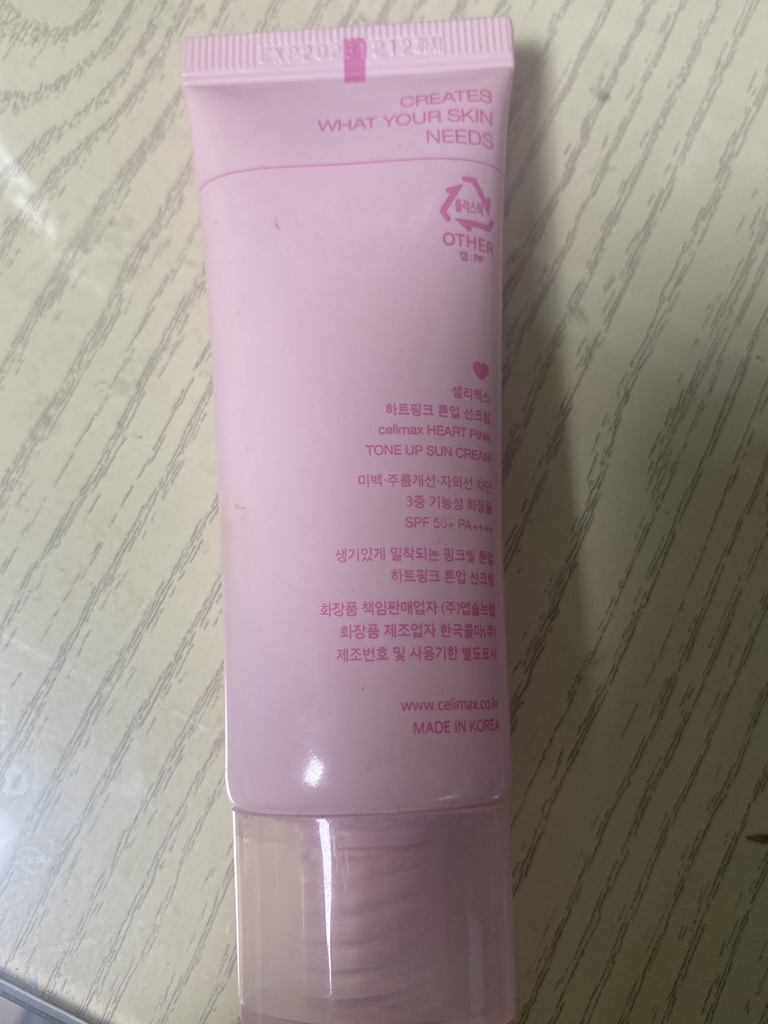 CREATES
WHAT YOUR SKIN
NEEDS
플라스틱
OTHER
캡 : PP
셀리맥스
하트핑크 톤업 선크림
celimax HEART PINK
TONE UP SUN CREAM
미백·주름개선·자외선 차단
3중 기능성 화장품
SPF 50+ PA++++
생기있게 밀착되는 핑크빛 톤업
하트핑크 톤업 선크림
화장품 책임판매업자 (주)앱솔브랩
화장품 제조업자 한국콜마(주)
제조번호 및 사용기한 별도표시
www.celimax.co.kr
MADE IN KOREA